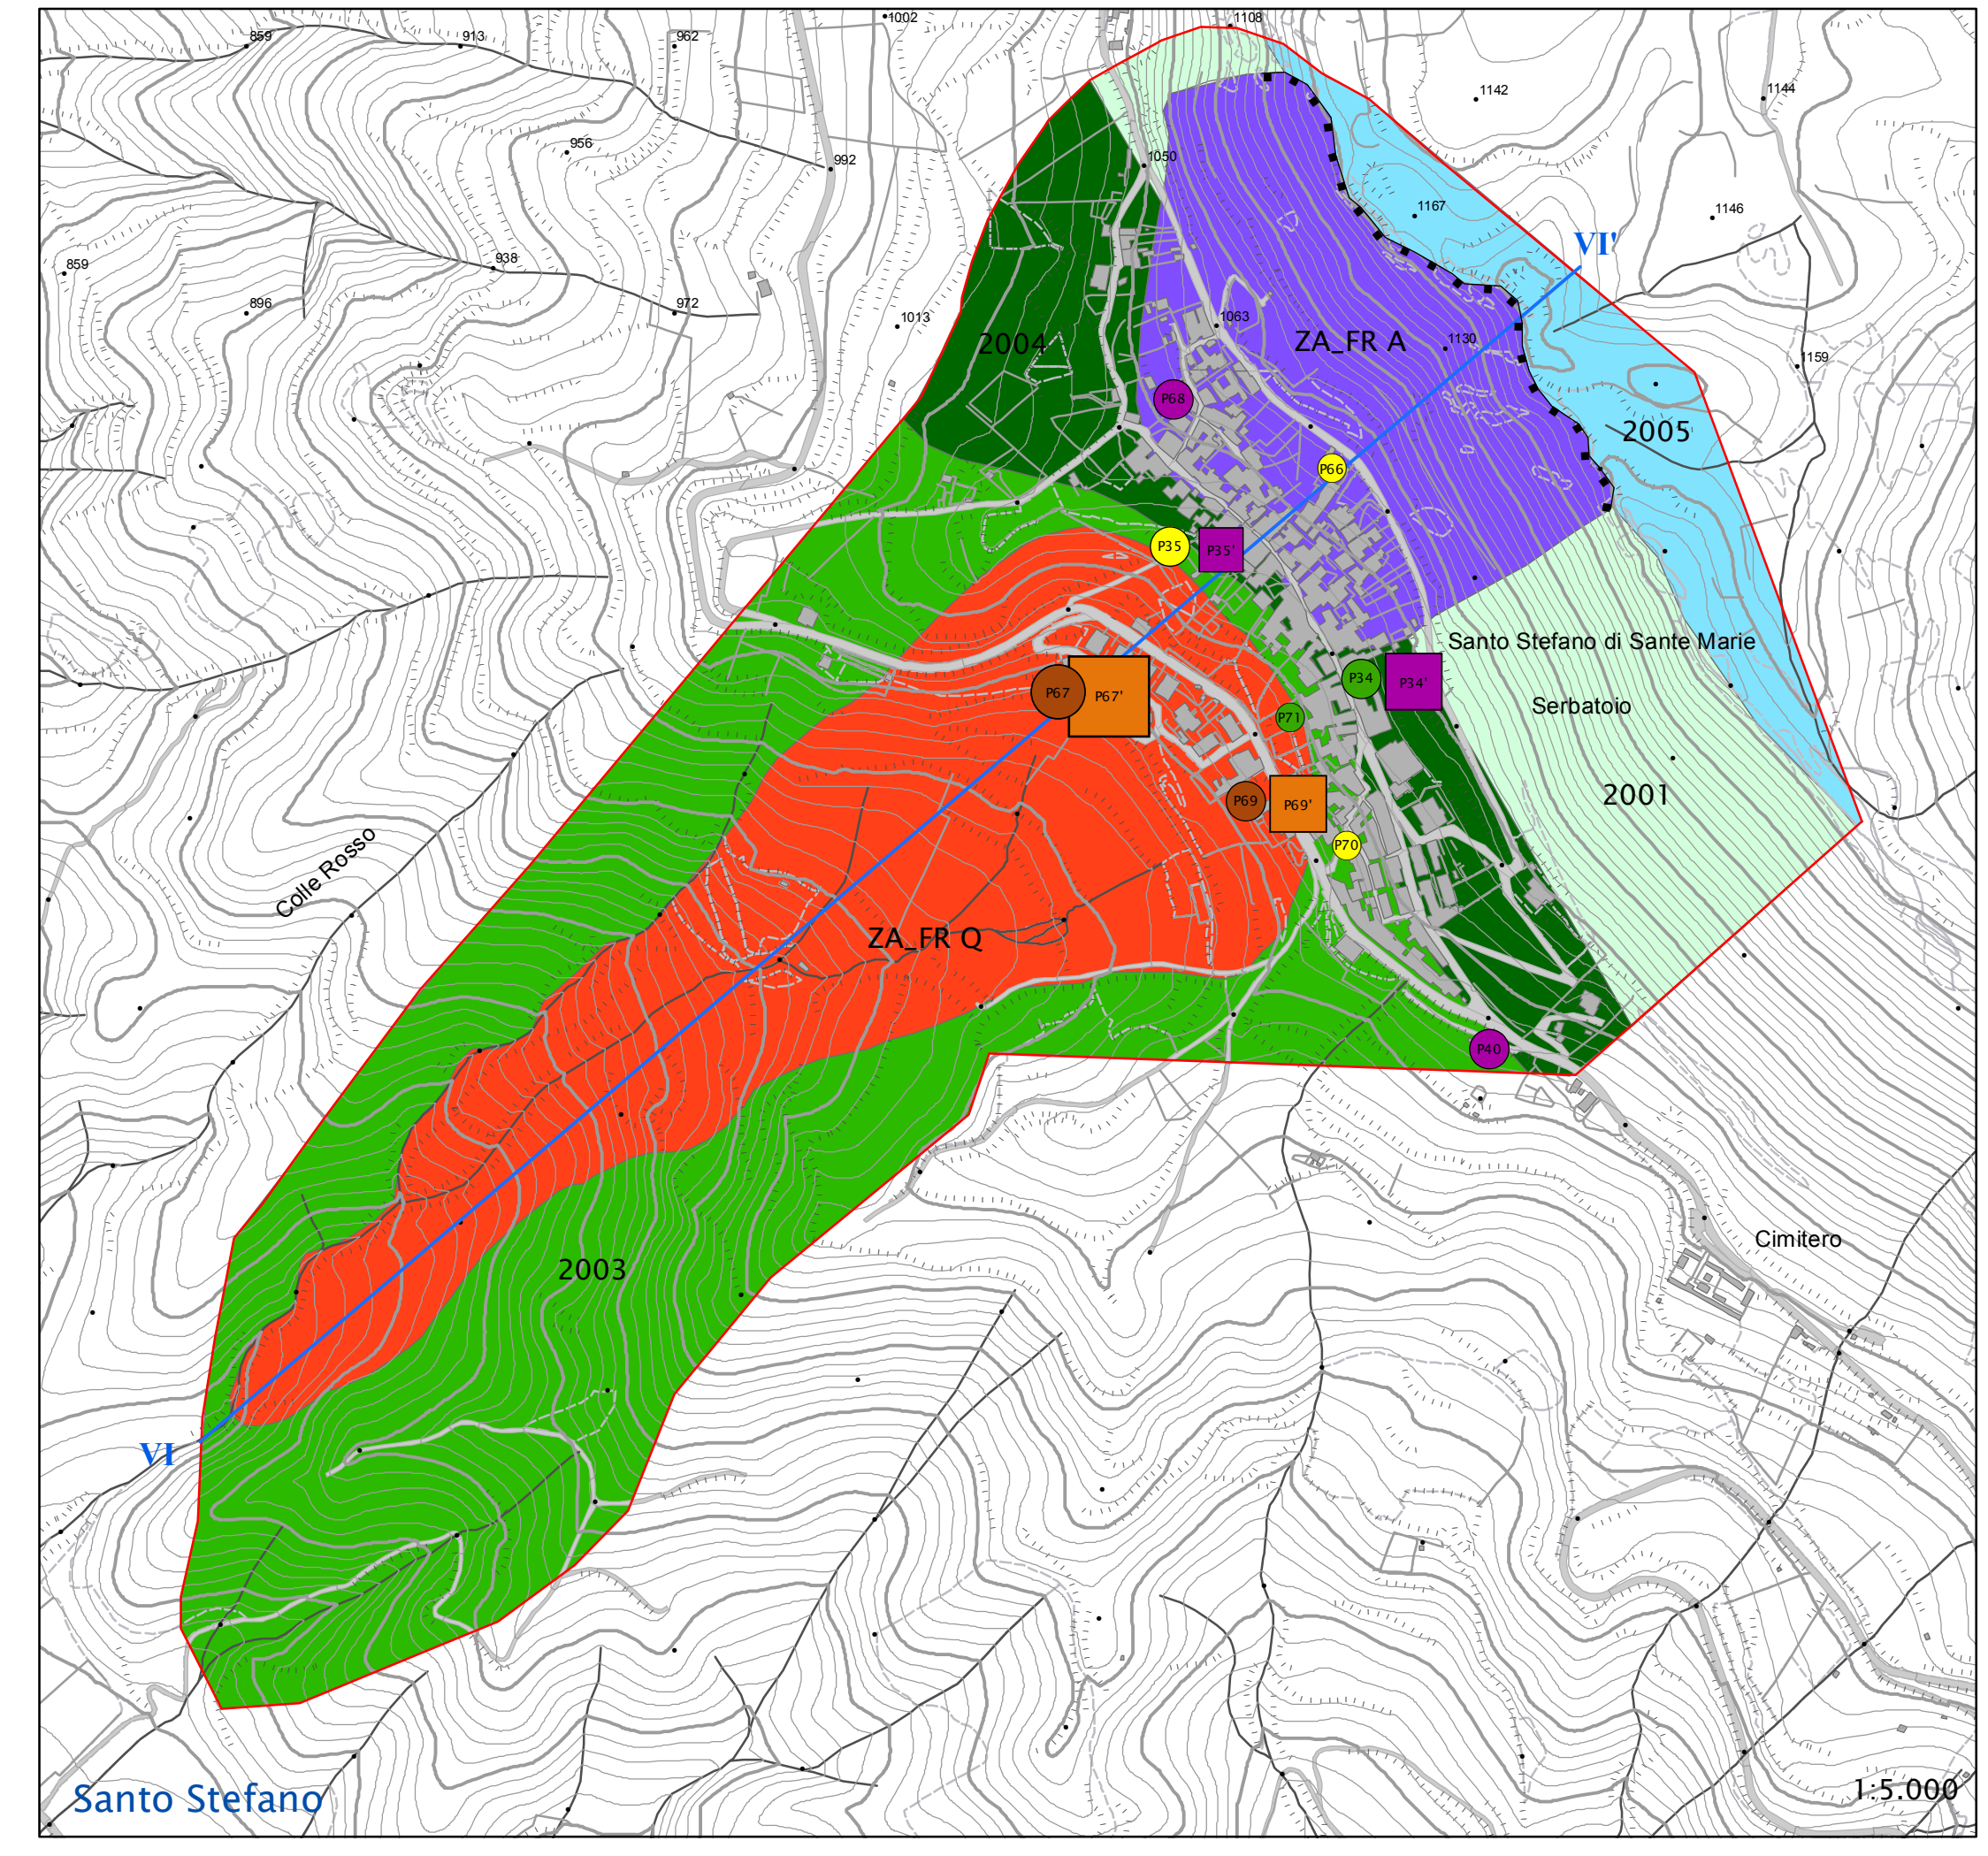 1002
1108
859
913
962
1142
1144
956
992
1050
1167
1146
VI'
859
938
896
972
1013
1063
2004
ZA_FR A
1130
1159
P68
2005
P66
P35
P35'
Santo Stefano di Sante Marie
P34
P34'
P67
P67'
Serbatoio
P71
2001
P69
P69'
P70
Colle Rosso
ZA_FR Q
P40
Cimitero
2003
VI
Santo Stefano
1:5.000